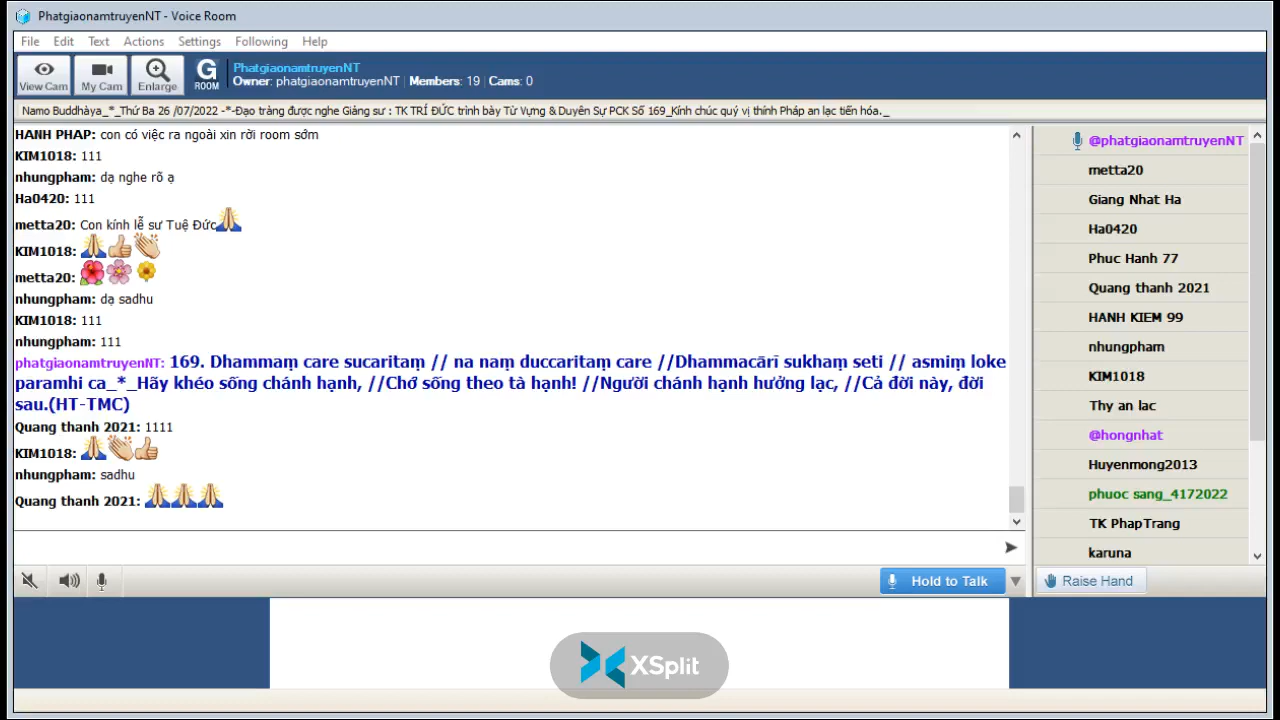 PhatgiaonamtruyenNT - Voice Room
File Edit Text Actions Settings Following Help
View Cam My Cam Enlarge G ROOM
PhatgiaonamtruyenNT
Owner: phatgiaonamtruyenNT | Members: 19 | Cams: 0
Namo Buddhàya_*_Thứ Ba 26 /07/2022 -*-Đạo tràng được nghe Giảng sư : TK TRÍ ĐỨC trình bày Từ Vựng & Duyên Sự PCK Số 169_Kính chúc quý vị thính Pháp an lạc tiến hóa._
HANH PHAP: con có việc ra ngoài xin rời room sớm
KIM1018: 111
nhungpham: dạ nghe rõ ạ
Ha0420: 111
metta20: Con kính lễ sư Tuệ Đức
KIM1018:
metta20:
nhungpham: dạ sadhu
KIM1018: 111
nhungpham: 111
phatgiaonamtruyenNT: 169. Dhammaṃ care sucaritaṃ // na naṃ duccaritaṃ care //Dhammacārī sukhaṃ seti // asmiṃ loke
paramhi ca_*_Hãy khéo sống chánh hạnh, //Chớ sống theo tà hạnh! //Người chánh hạnh hưởng lạc, //Cả đời này, đời
sau.(HT-TMC)
Quang thanh 2021: 1111
KIM1018:
nhungpham: sadhu
Quang thanh 2021:
@phatgiaonamtruyenNT
metta20
Giang Nhat Ha
Ha0420
Phuc Hanh 77
Quang thanh 2021
HANH KIEM 99
nhungpham
KIM1018
Thy an lac
@hongnhat
Huyenmong2013
phuoc sang_4172022
TK PhapTrang
karuna
Hold to Talk
Raise Hand
XSplit